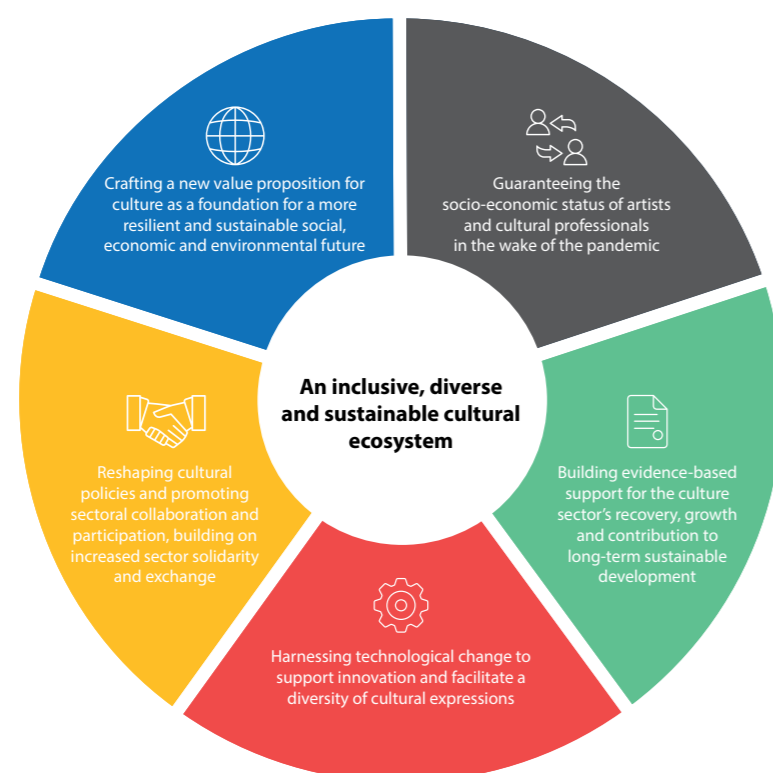 Crafting a new value proposition for
culture as a foundation for a more
resilient and sustainable social,
economic and environmental future
Guaranteeing the
socio-economic status of artists
and cultural professionals
in the wake of the pandemic
An inclusive, diverse
and sustainable cultural
ecosystem
Reshaping cultural
policies and promoting
sectoral collaboration and
participation, building on
increased sector solidarity
and exchange
Building evidence-based
support for the culture
sector's recovery, growth
and contribution to
long-term sustainable
development
Harnessing technological change to
support innovation and facilitate a
diversity of cultural expressions